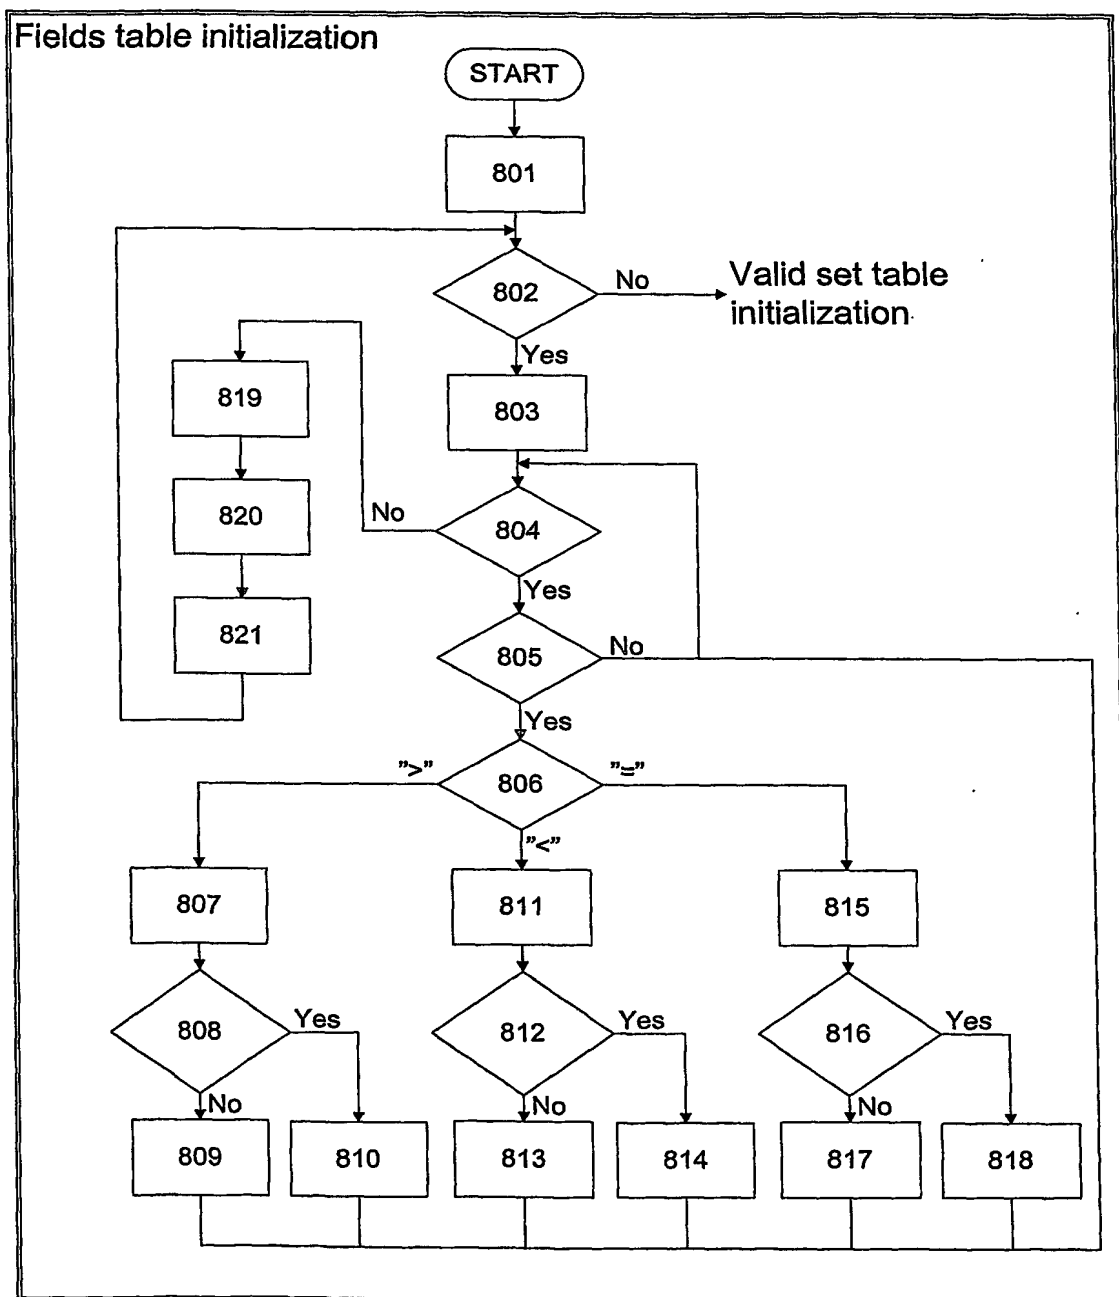 Fields table initialization
START
801
802
No
Valid set table
initialization
Yes
819
803
820
No
804
Yes
821
805
No
Yes
”>”
806
”=”
”<”
807
811
815
808
Yes
812
Yes
816
Yes
No
No
No
809
810
813
814
817
818